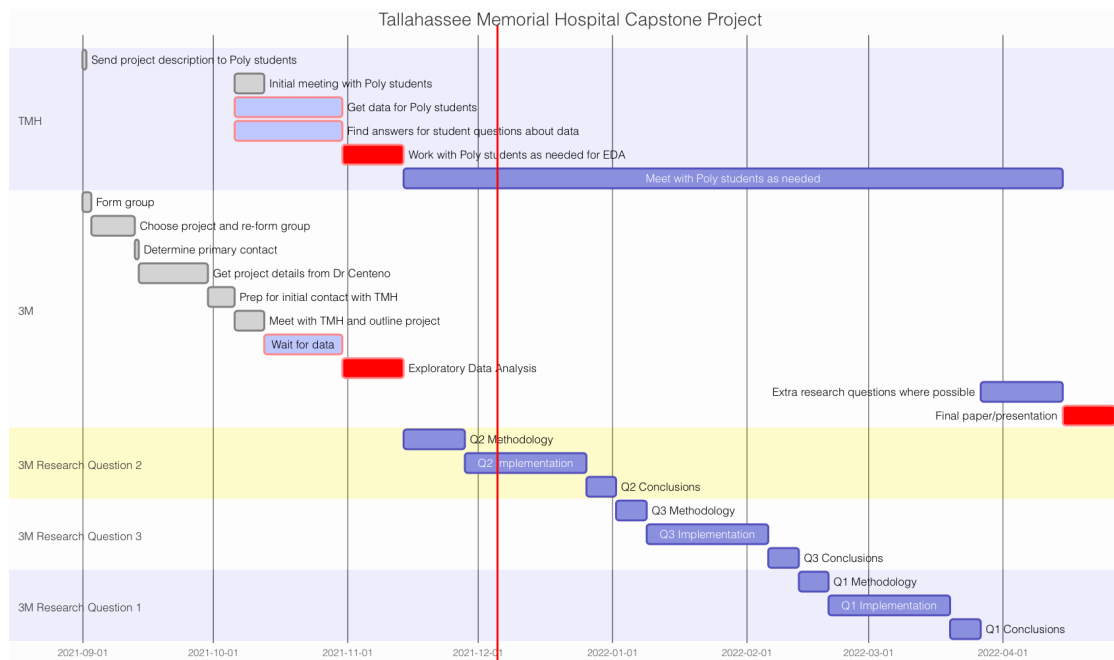 Tallahassee Memorial Hospital Capstone Project
Send project description to Poly students
Initial meeting with Poly students
Get data for Poly students
TMH
Find answers for student questions about data
Work with Poly students as needed for EDA
Meet with Poly students as needed
Form group
Choose project and re-form group
Determine primary contact
Get project details from Dr Centeno
Prep for initial contact with TMH
3M
Meet with TMH and outline project
Wait for data
Exploratory Data Analysis
Extra research questions where possible
Final paper/presentation
Q2 Methodology
3M Research Question 2
Q2 Implementation
Q2 Conclusions
Q3 Methodology
3M Research Question 3
Q3 Implementation
Q3 Conclusions
Q1 Methodology
3M Research Question 1
Q1 Implementation
Q1 Conclusions
2021-09-01 2021-10-01 2021-11-01 2021-12-01 2022-01-01 2022-02-01 2022-03-01 2022-04-01